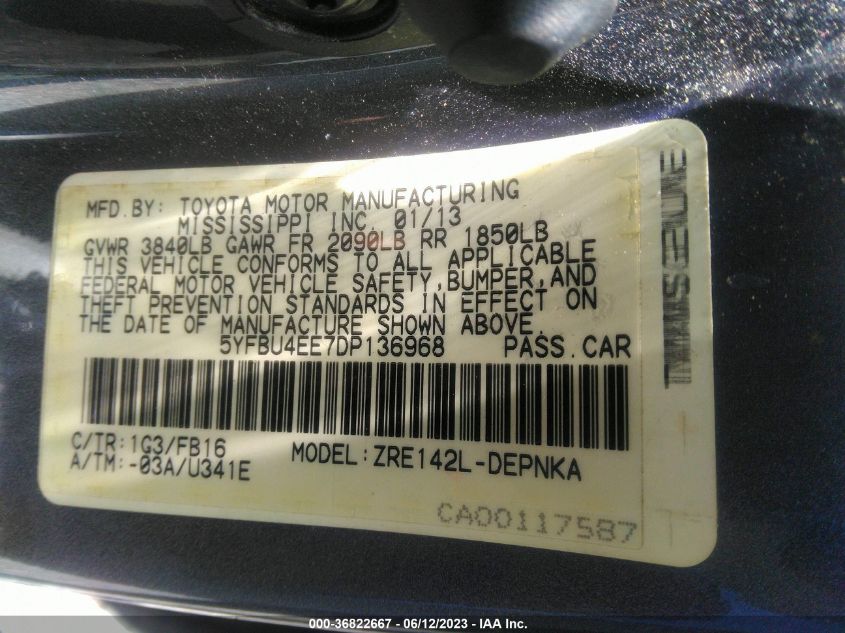 MFD.BY: TOYOTA MOTOR MANUFACTURING
MISSISSIPPI INC. 01/13
GVWR 3840LB GAWR FR 2090LB RR 1850LB
THIS VEHICLE CONFORMS TO ALL APPLICABLE
FEDERAL MOTOR VEHICLE SAFETY,BUMPER,AND
THEFT PREVENTION STANDARDS IN EFFECT ON
THE DATE OF MANUFACTURE SHOWN ABOVE.
5YFBU4EE7DP136968 PASS.CAR
C/TR:1G3/FB16
A/TM:-03A/U341E
MODEL:ZRE142L-DEPNKA
CA00117587
000-36822667 - 06/12/2023 - IAA Inc.